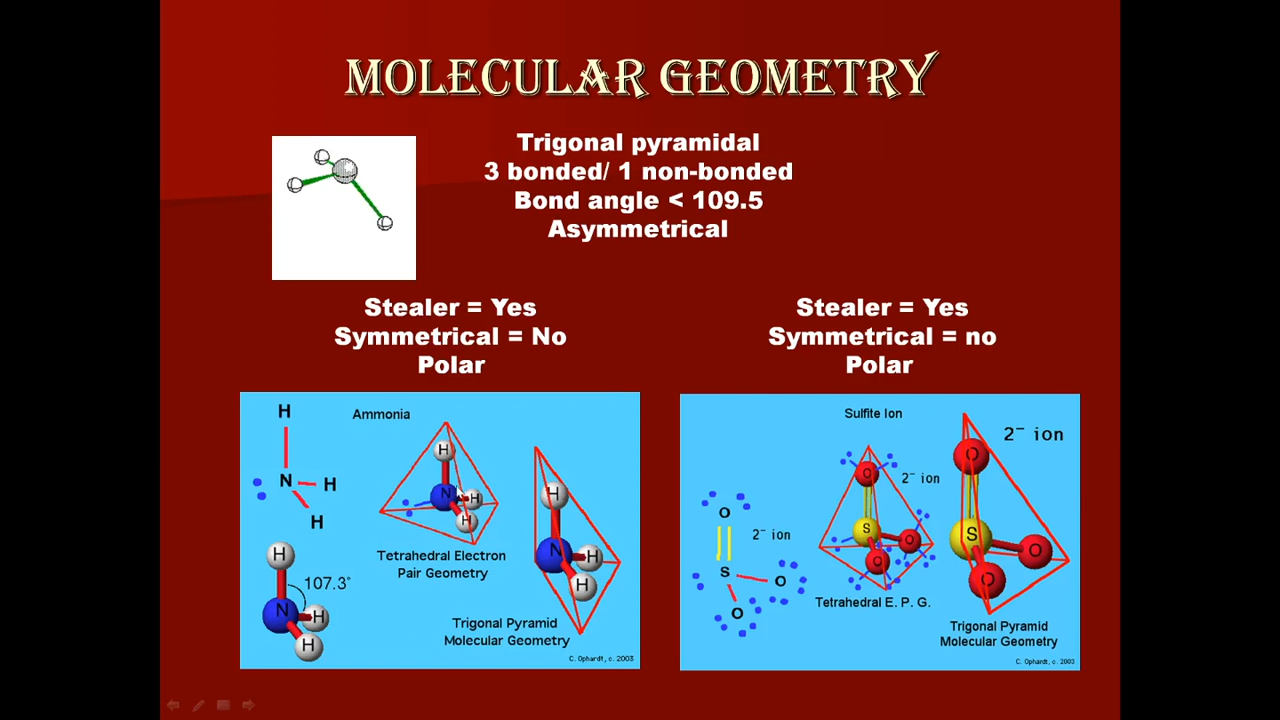 MOLECULAR GEOMETRY
Trigonal pyramidal
3 bonded/ 1 non-bonded
Bond angle < 109.5
Asymmetrical
Stealer = Yes
Symmetrical = No
Polar
Stealer = Yes
Symmetrical = no
Polar
Ammonia
H
N
H
H
H
N
H
H
Tetrahedral Electron
Pair Geometry
H
107.3°
N
H
H
H
N
H
H
Trigonal Pyramid
Molecular Geometry
C. Ophardt, c. 2003
Sulfite Ion
O
2⁻ ion
S
O
O
O
2⁻ ion
S
O
O
Tetrahedral E. P. G.
2⁻ ion
O
S
O
O
Trigonal Pyramid
Molecular Geometry
C. Ophardt, c. 2003